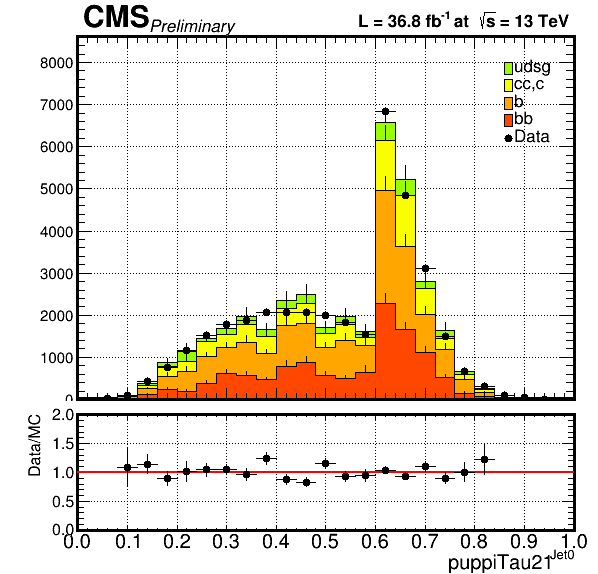 CMS Preliminary L = 36.8 fb⁻¹ at √s = 13 TeV
8000
7000
6000
5000
4000
3000
2000
1000
0
udsg
cc,c
b
bb
Data
Data/MC
2.0
1.5
1.0
0.5
0.0
0.0 0.1 0.2 0.3 0.4 0.5 0.6 0.7 0.8 0.9 1.0
puppiTau21 Jet0